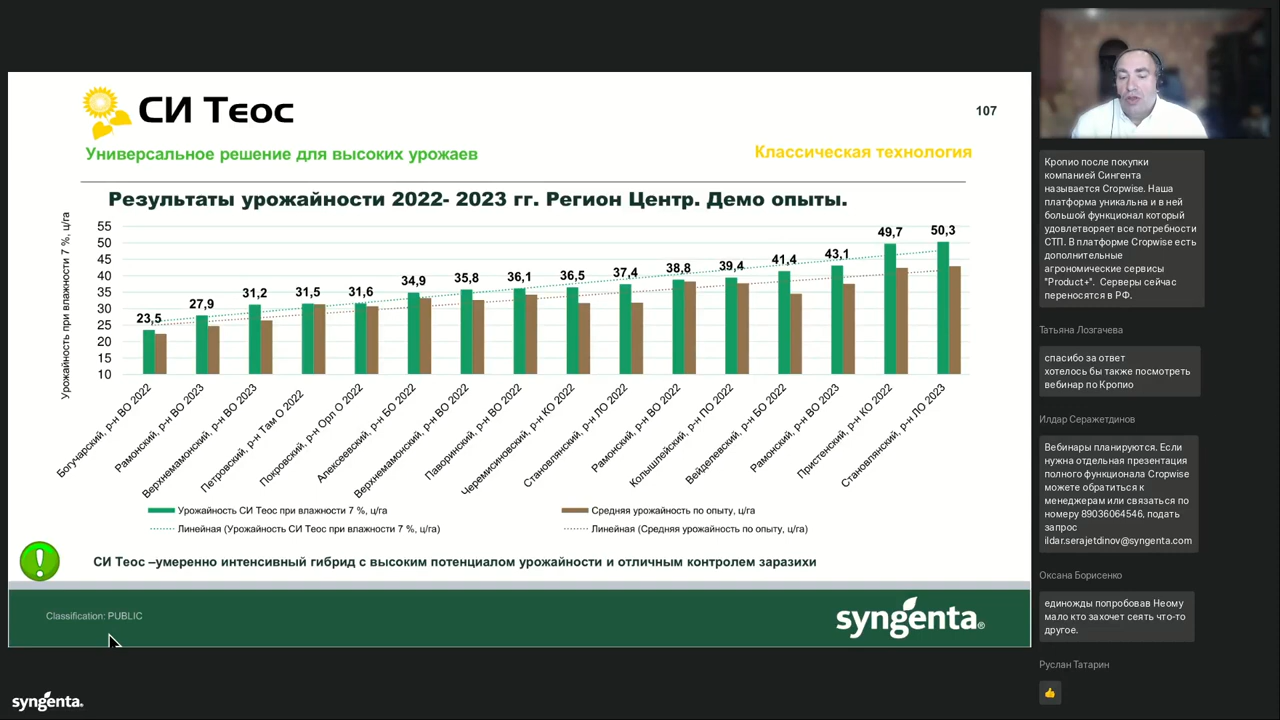 СИ Теос
107
Универсальное решение для высоких урожаев
Классическая технология
Результаты урожайности 2022- 2023 гг. Регион Центр. Демо опыты.
Урожайность при влажности 7 %, ц/га
55
50
45
40
35
30
25
20
15
10
23,5
27,9
31,2
31,5
31,6
34,9
35,8
36,1
36,5
37,4
38,8
39,4
41,4
43,1
49,7
50,3
Богучарский, р-н ВО 2022
Рамонский, р-н ВО 2023
Верхнемамонский, р-н ВО 2023
Петровский, р-н Там О 2022
Покровский, р-н Орл О 2022
Алексеевский, р-н БО 2022
Верхнемамонский, р-н ВО 2022
Паворинский, р-н ВО 2022
Черемисиновский, р-н КО 2022
Становлянский, р-н ЛО 2022
Рамонский, р-н ВО 2022
Колышлейский, р-н ПО 2022
Вейделевский, р-н БО 2022
Рамонский, р-н ВО 2023
Пристенский, р-н КО 2022
Становлянский, р-н ЛО 2023
Урожайность СИ Теос при влажности 7 %, ц/га
Средняя урожайность по опыту, ц/га
Линейная (Урожайность СИ Теос при влажности 7 %, ц/га)
Линейная (Средняя урожайность по опыту, ц/га)
СИ Теос –умеренно интенсивный гибрид с высоким потенциалом урожайности и отличным контролем заразихи
Classification: PUBLIC
syngenta®
syngenta.
Кропио после покупки
компанией Сингента
называется Cropwise. Наша
платформа уникальна и в ней
большой функционал который
удовлетворяет все потребности
СТП. В платформе Cropwise есть
дополнительные
агрономические сервисы
"Product+". Серверы сейчас
переносятся в РФ.
Татьяна Лозгачева
спасибо за ответ
хотелось бы также посмотреть
вебинар по Кропио
Илдар Серажетдинов
Вебинары планируются. Если
нужна отдельная презентация
полного функционала Cropwise
можете обратиться к
менеджерам или связаться по
номеру 89036064546, подать
запрос
ildar.serajetdinov@syngenta.com
Оксана Борисенко
единожды попробовав Неому
мало кто захочет сеять что-то
другое.
Руслан Татарин